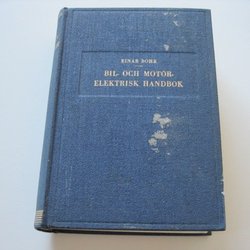 EINAR BOHR
BIL- OCH MOTOR-
ELEKTRISK HANDBOK